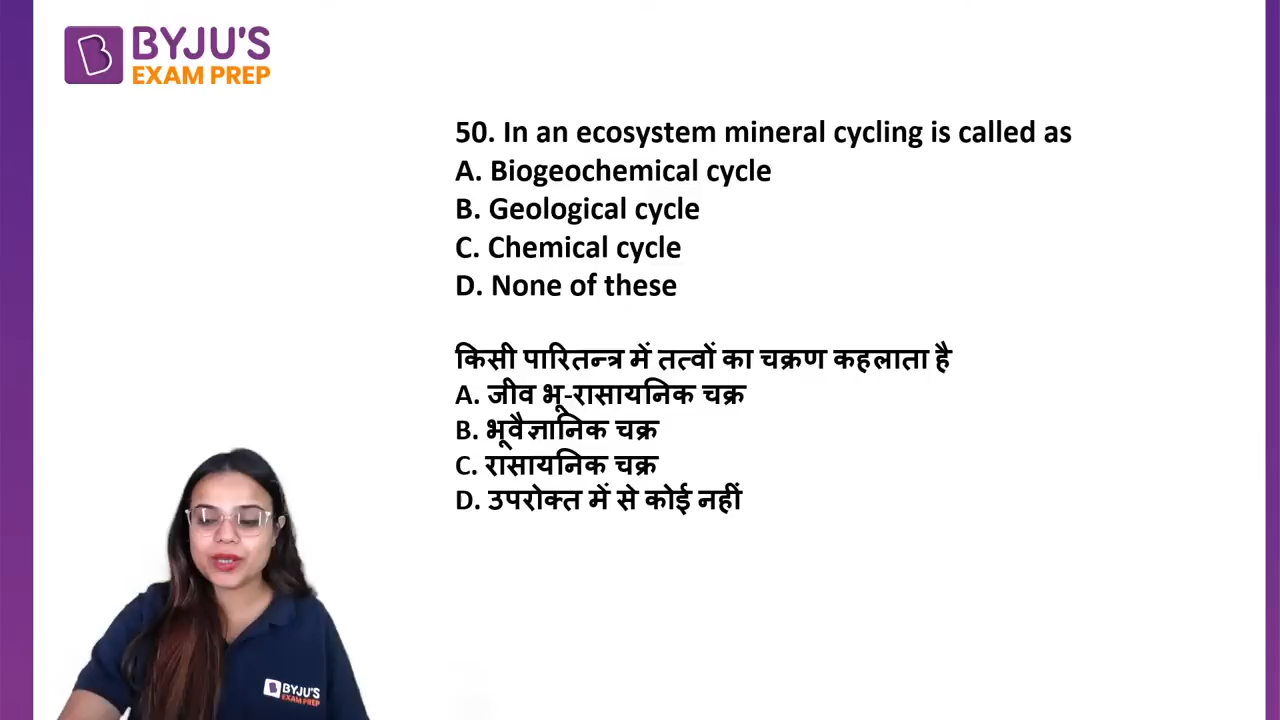 BYJU'S
EXAM PREP
50. In an ecosystem mineral cycling is called as
A. Biogeochemical cycle
B. Geological cycle
C. Chemical cycle
D. None of these
किसी पारितन्त्र में तत्वों का चक्रण कहलाता है
A. जीव भू-रासायनिक चक्र
B. भूवैज्ञानिक चक्र
C. रासायनिक चक्र
D. उपरोक्त में से कोई नहीं
BYJU'S
EXAM PREP